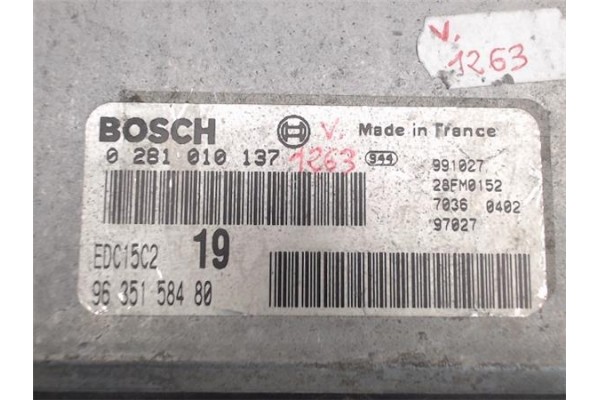 V.
1263
BOSCH V. Made in France
0 281 010 137 1263 944 991027
28FM0152
7036 0402
97027
EDC15C2 19
96 351 584 80